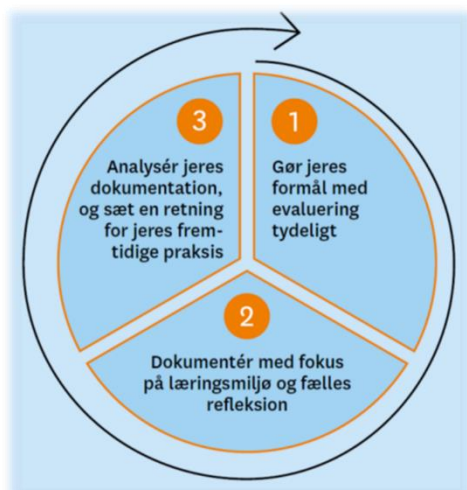 1
Gør jeres
formål med
evaluering
tydeligt
2
Dokumentér med fokus
på læringsmiljø og fælles
refleksion
3
Analysér jeres
dokumentation,
og sæt en retning
for jeres frem-
tidige praksis